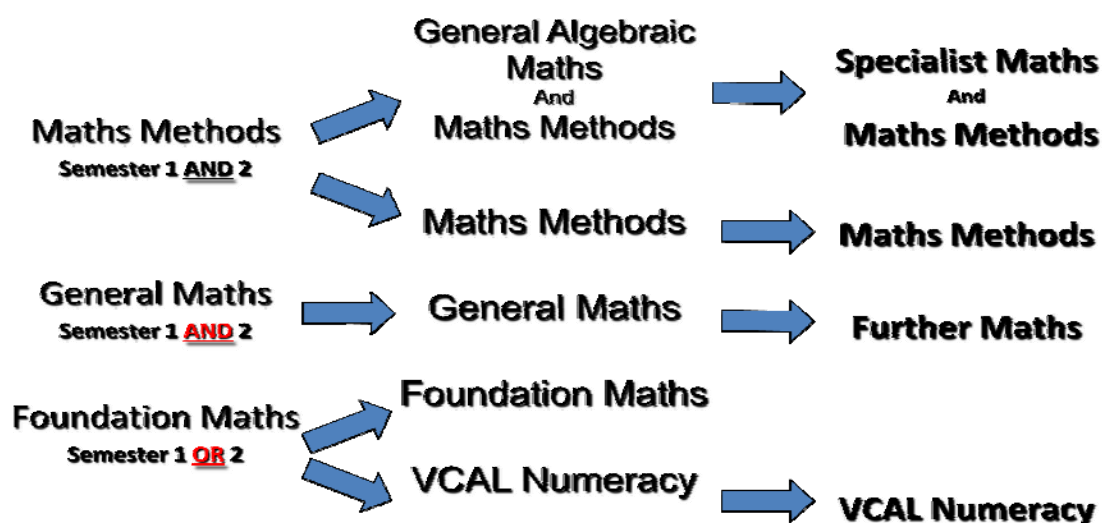 General Algebraic
Maths
And
Maths Methods
Specialist Maths
And
Maths Methods
Maths Methods
Semester 1 AND 2
Maths Methods
Maths Methods
General Maths
Semester 1 AND 2
General Maths
Further Maths
Foundation Maths
Semester 1 OR 2
Foundation Maths
VCAL Numeracy
VCAL Numeracy